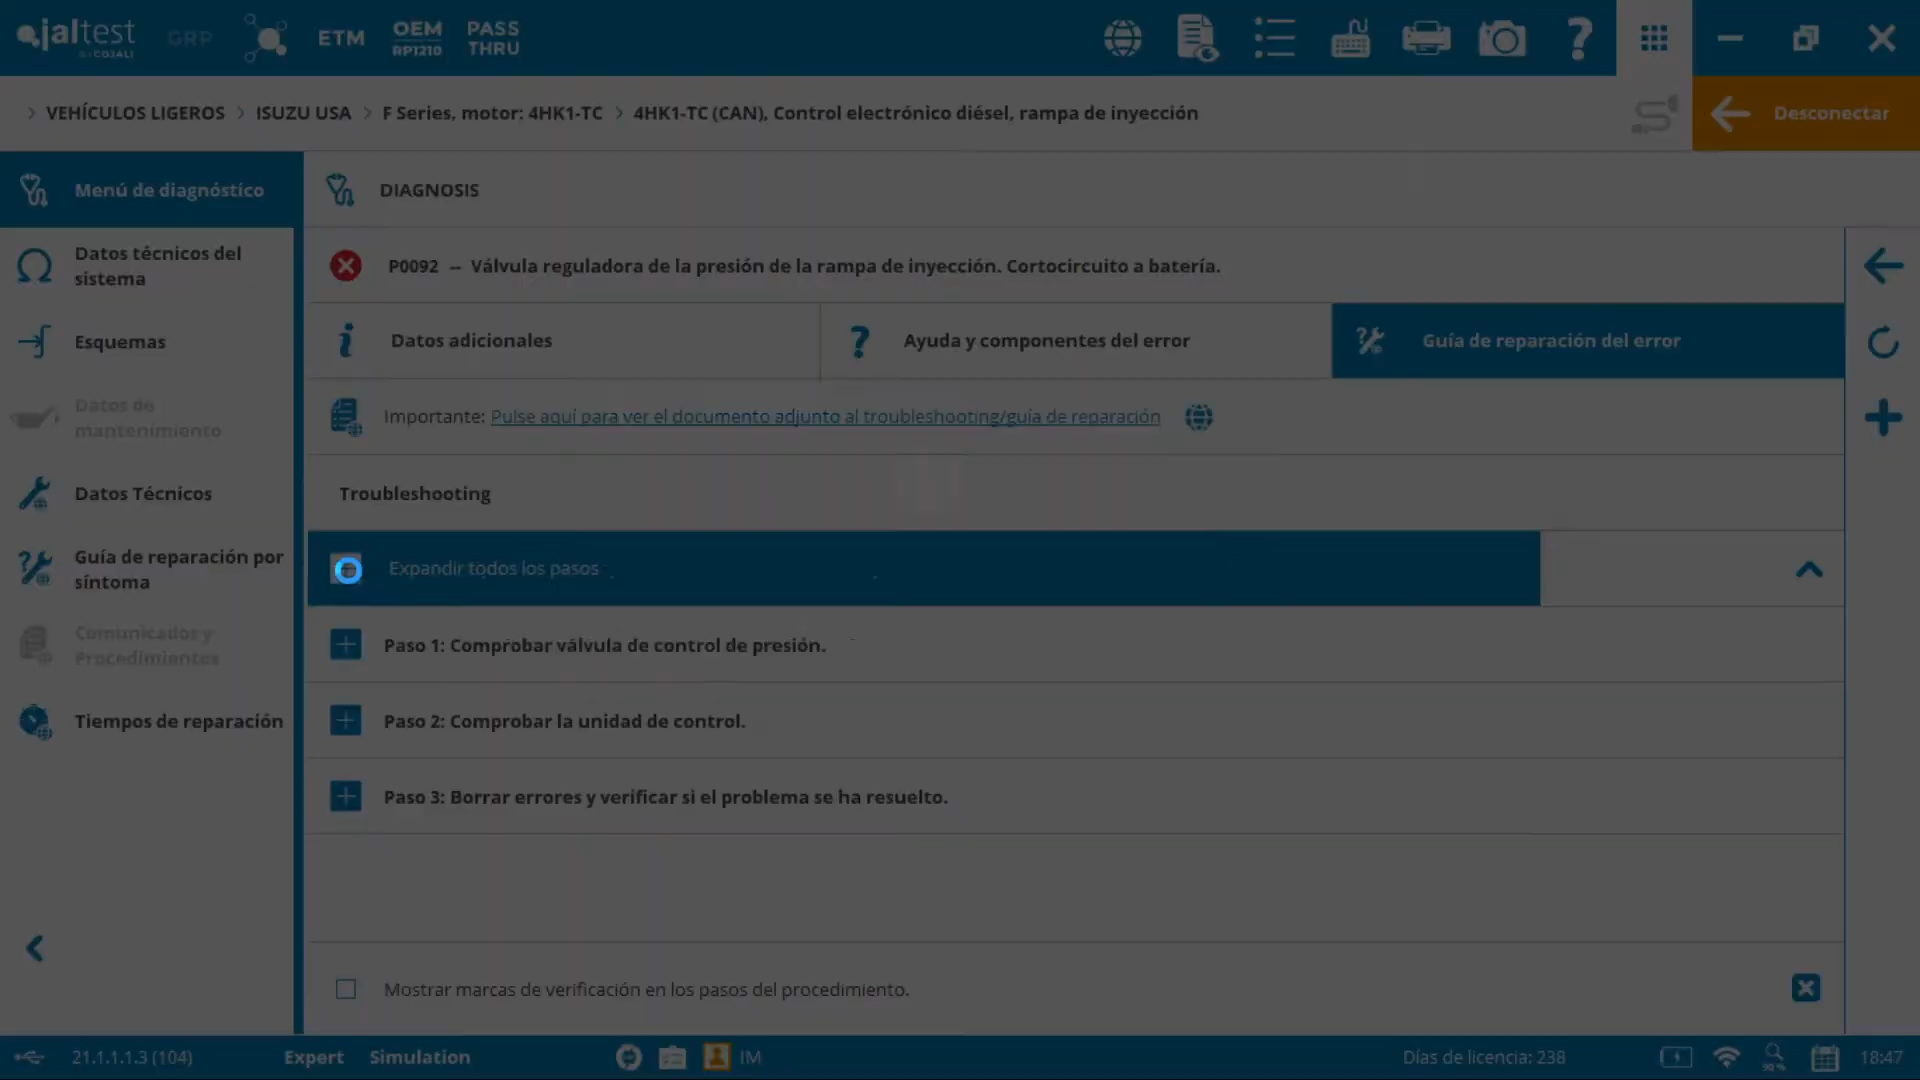 jaltest
BY COJALI
GRP
ETM
OEM
RP1210
PASS
THRU
VEHÍCULOS LIGEROS > ISUZU USA > F Series, motor: 4HK1-TC > 4HK1-TC (CAN), Control electrónico diésel, rampa de inyección
Desconectar
Menú de diagnóstico
Datos técnicos del
sistema
Esquemas
Datos de
mantenimiento
Datos Técnicos
Guía de reparación por
síntoma
Comunicados y
Procedimientos
Tiempos de reparación
DIAGNOSIS
P0092 – Válvula reguladora de la presión de la rampa de inyección. Cortocircuito a batería.
Datos adicionales
Ayuda y componentes del error
Guía de reparación del error
Importante: Pulse aquí para ver el documento adjunto al troubleshooting/guía de reparación
Troubleshooting
Expandir todos los pasos
Paso 1: Comprobar válvula de control de presión.
Paso 2: Comprobar la unidad de control.
Paso 3: Borrar errores y verificar si el problema se ha resuelto.
Mostrar marcas de verificación en los pasos del procedimiento.
21.1.1.1.3 (104)
Expert
Simulation
IM
Días de licencia: 238
90 %
18:47